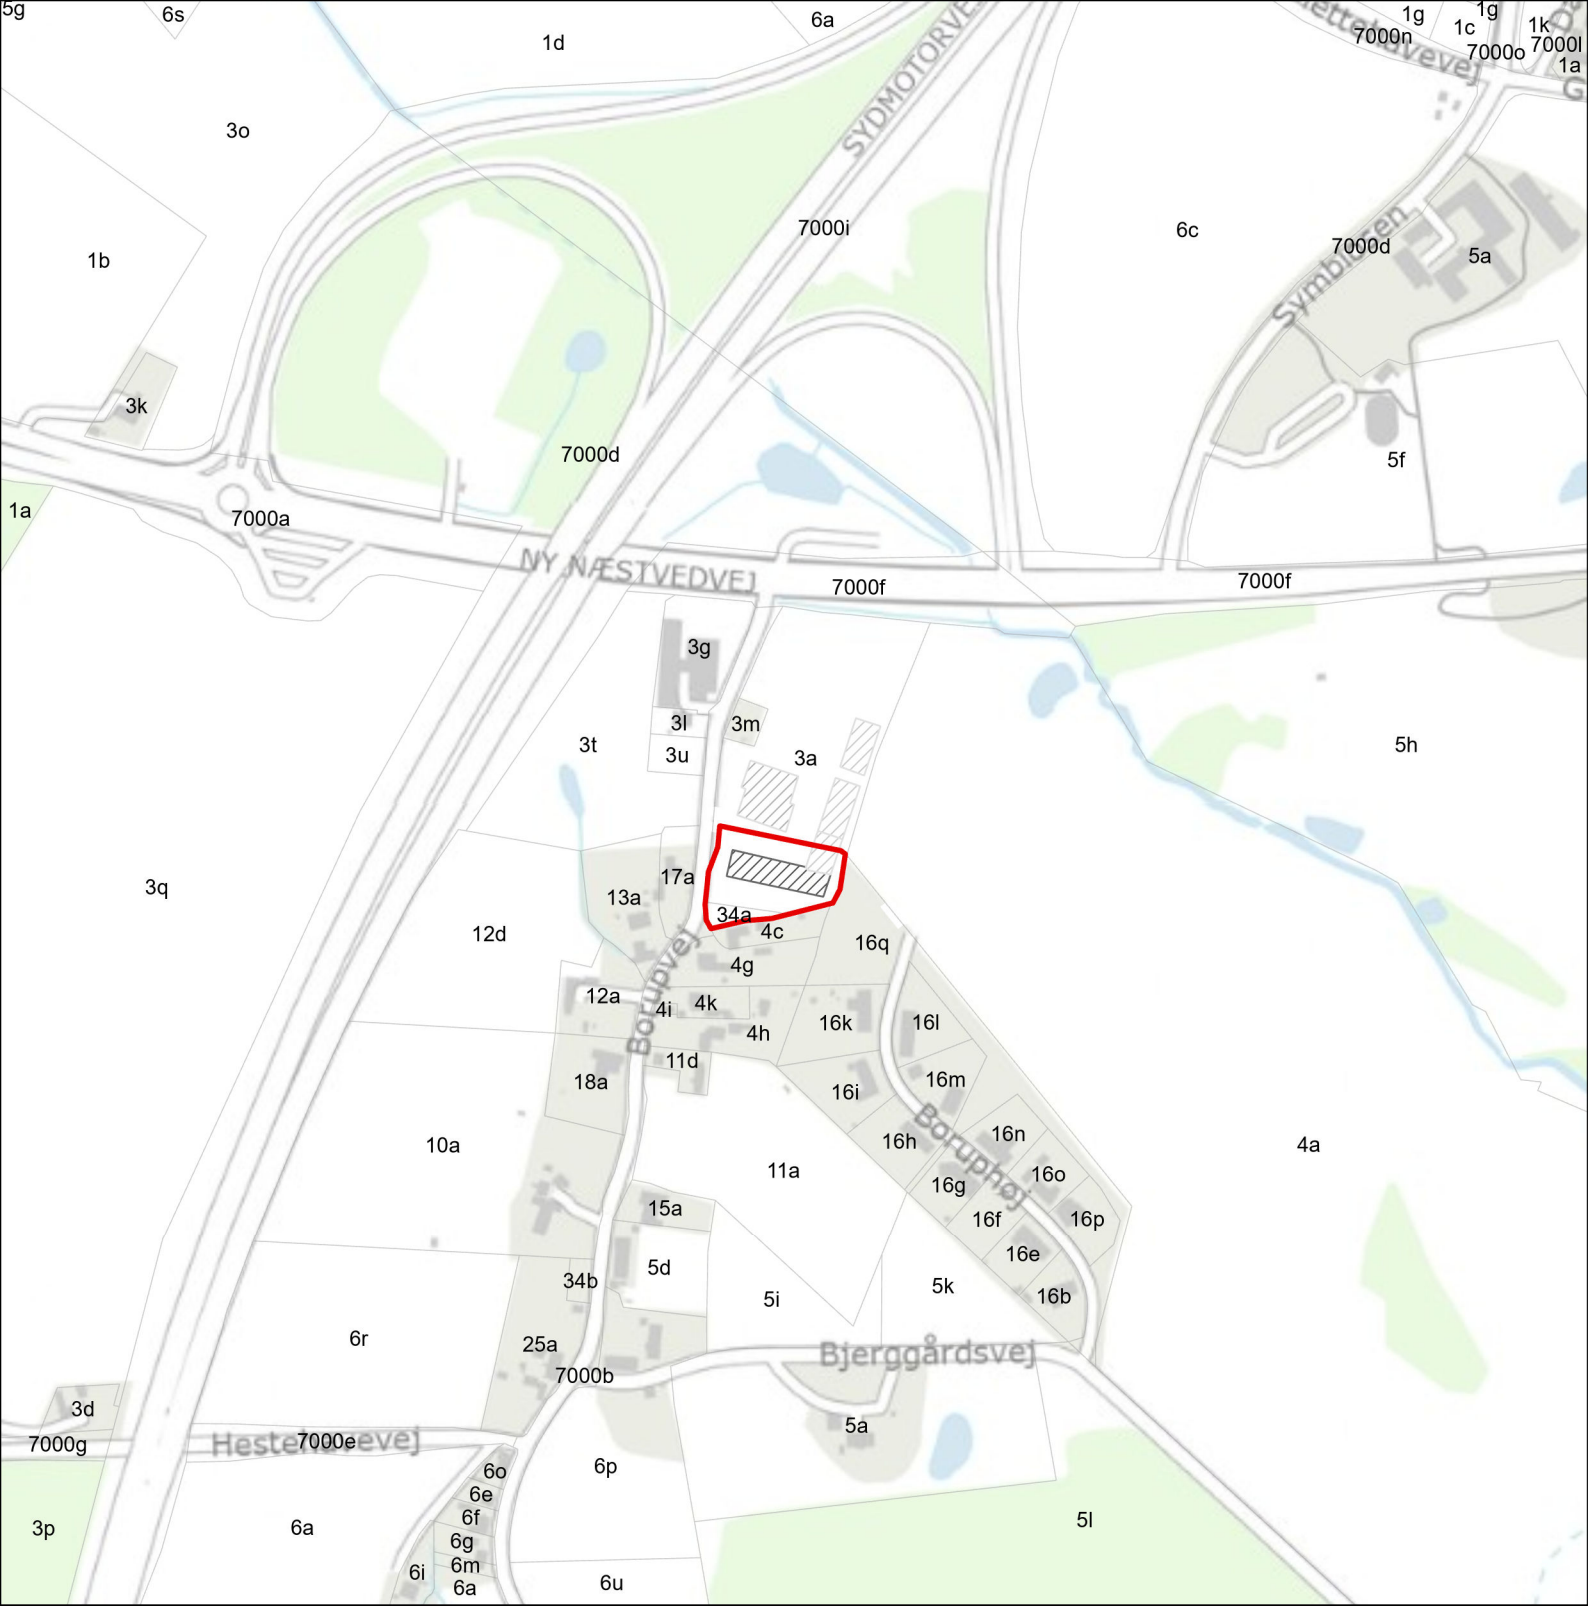 5g
6s
6a
1d
3o
SYDMOTORVEJ
1g
1g
1c
1k
7000n
7000o
7000l
1a
G
1b
7000i
6c
7000d
Symbiosen
5a
3k
7000d
5f
1a
7000a
NY NÆSTVEDVEJ
7000f
7000f
3g
3l
3m
3u
3t
3a
5h
3q
17a
13a
34a
4c
12d
16q
4g
Borupvej
12a
4i
4k
4h
16k
16l
11d
18a
16i
16m
10a
Boruphøj
16h
16n
4a
11a
16g
16o
15a
16f
16p
5d
16e
34b
5i
5k
16b
6r
25a
Bjerggårdsvej
7000b
3d
5a
7000g
7000e
6o
6p
6e
3p
6a
6f
5l
6g
6m
6i
6a
6u